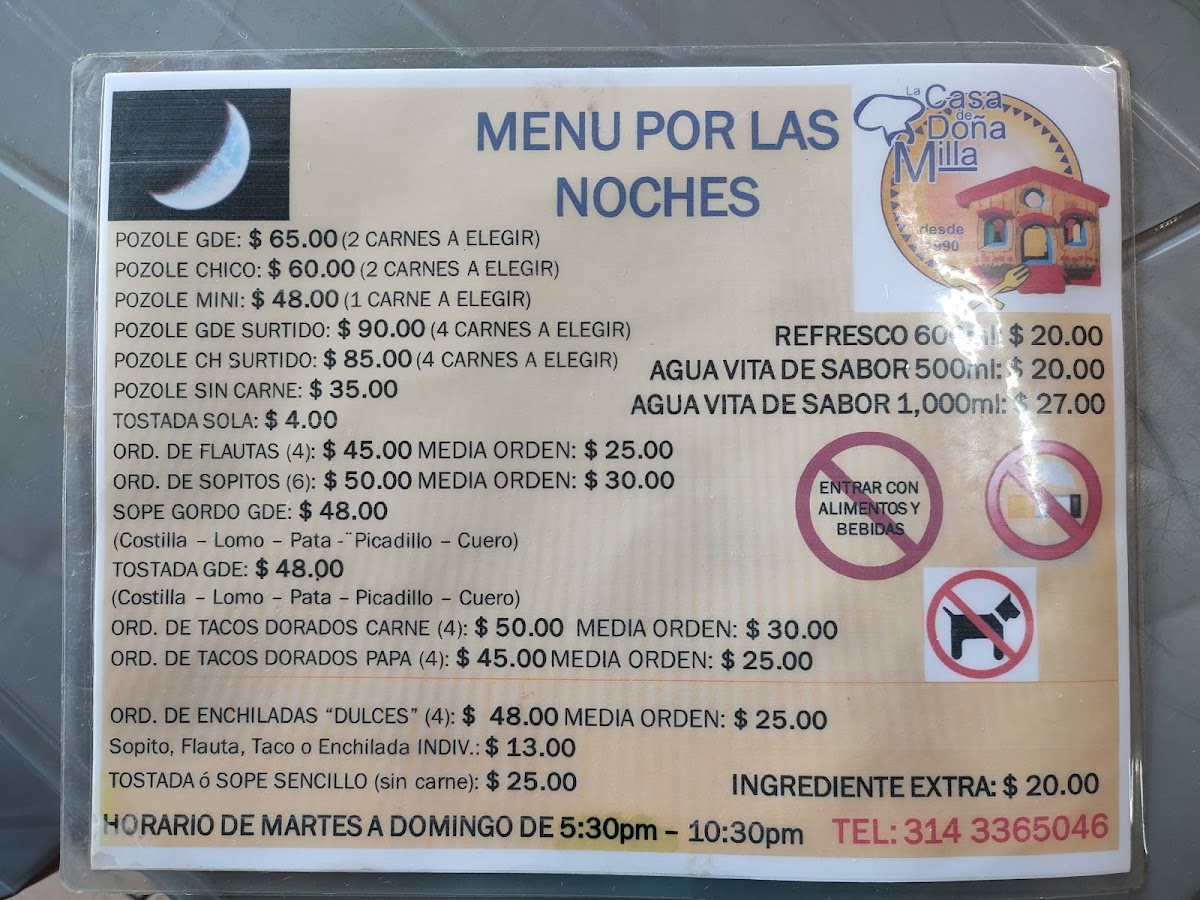 MENU POR LAS
NOCHES
La
Casa
de
Doña
Milla
desde
1990
POZOLE GDE: $ 65.00 (2 CARNES A ELEGIR)
POZOLE CHICO: $ 60.00 (2 CARNES A ELEGIR)
POZOLE MINI: $ 48.00 (1 CARNE A ELEGIR)
POZOLE GDE SURTIDO: $ 90.00 (4 CARNES A ELEGIR)
POZOLE CH SURTIDO: $ 85.00 (4 CARNES A ELEGIR)
POZOLE SIN CARNE: $ 35.00
TOSTADA SOLA: $ 4.00
ORD. DE FLAUTAS (4): $ 45.00 MEDIA ORDEN: $ 25.00
ORD. DE SOPITOS (6): $ 50.00 MEDIA ORDEN: $ 30.00
SOPE GORDO GDE: $ 48.00
(Costilla – Lomo – Pata -¨Picadillo – Cuero)
TOSTADA GDE: $ 48.00
(Costilla – Lomo – Pata – Picadillo – Cuero)
ORD. DE TACOS DORADOS CARNE (4): $ 50.00 MEDIA ORDEN: $ 30.00
ORD. DE TACOS DORADOS PAPA (4): $ 45.00 MEDIA ORDEN: $ 25.00
REFRESCO 600ml: $ 20.00
AGUA VITA DE SABOR 500ml: $ 20.00
AGUA VITA DE SABOR 1,000ml: $ 27.00
ENTRAR CON
ALIMENTOS Y
BEBIDAS
ORD. DE ENCHILADAS “DULCES” (4): $ 48.00 MEDIA ORDEN: $ 25.00
Sopito, Flauta, Taco o Enchilada INDIV.: $ 13.00
TOSTADA ó SOPE SENCILLO (sin carne): $ 25.00
INGREDIENTE EXTRA: $ 20.00
HORARIO DE MARTES A DOMINGO DE 5:30pm – 10:30pm TEL: 314 3365046